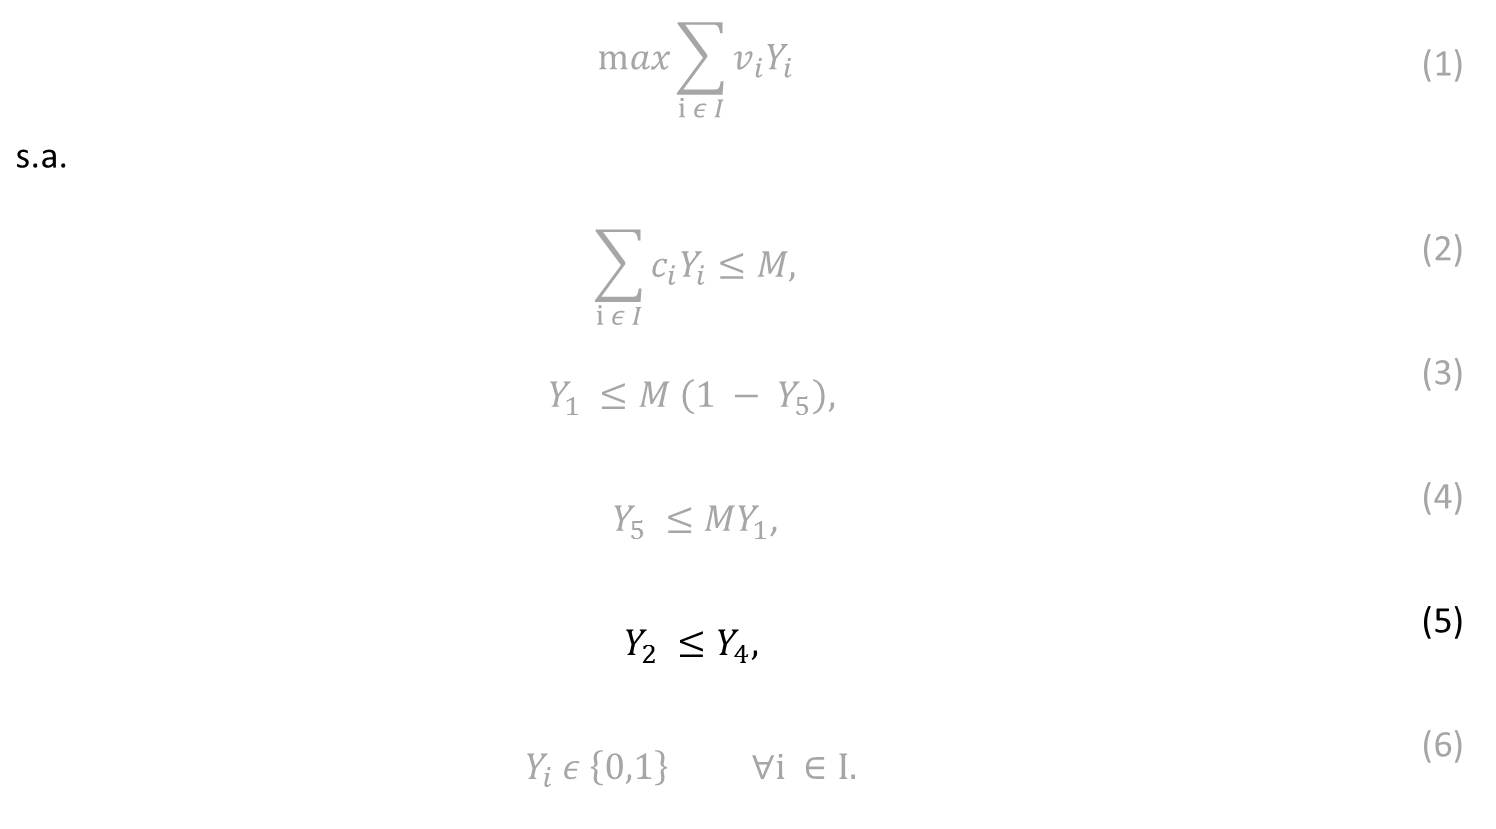 max ∑ v_i Y_i (1)
i ϵ I
s.a.
∑ c_i Y_i ≤ M, (2)
i ϵ I
Y_1 ≤ M (1 − Y_5), (3)
Y_5 ≤ MY_1, (4)
Y_2 ≤ Y_4, (5)
Y_i ϵ {0,1} ∀i ∈ I. (6)